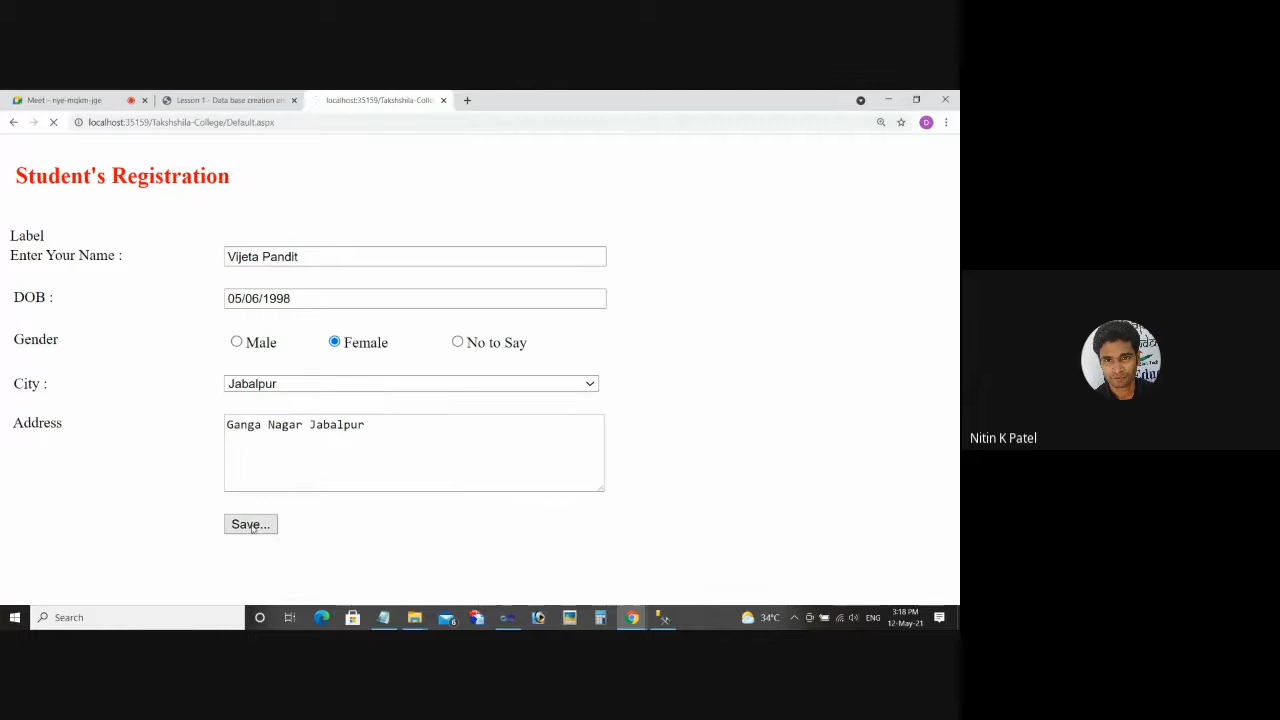 Meet – nye-mqkm-jge
Lesson 1 - Data base creation an
localhost:35159/Takshshila-Colle
localhost:35159/Takshshila-College/Default.aspx
D
Student's Registration
Label
Enter Your Name :
Vijeta Pandit
DOB :
05/06/1998
Gender
Male
Female
No to Say
City :
Jabalpur
Address
Ganga Nagar Jabalpur
Save...
Nitin K Patel
Search
6
34°C
ENG
3:18 PM
12-May-21